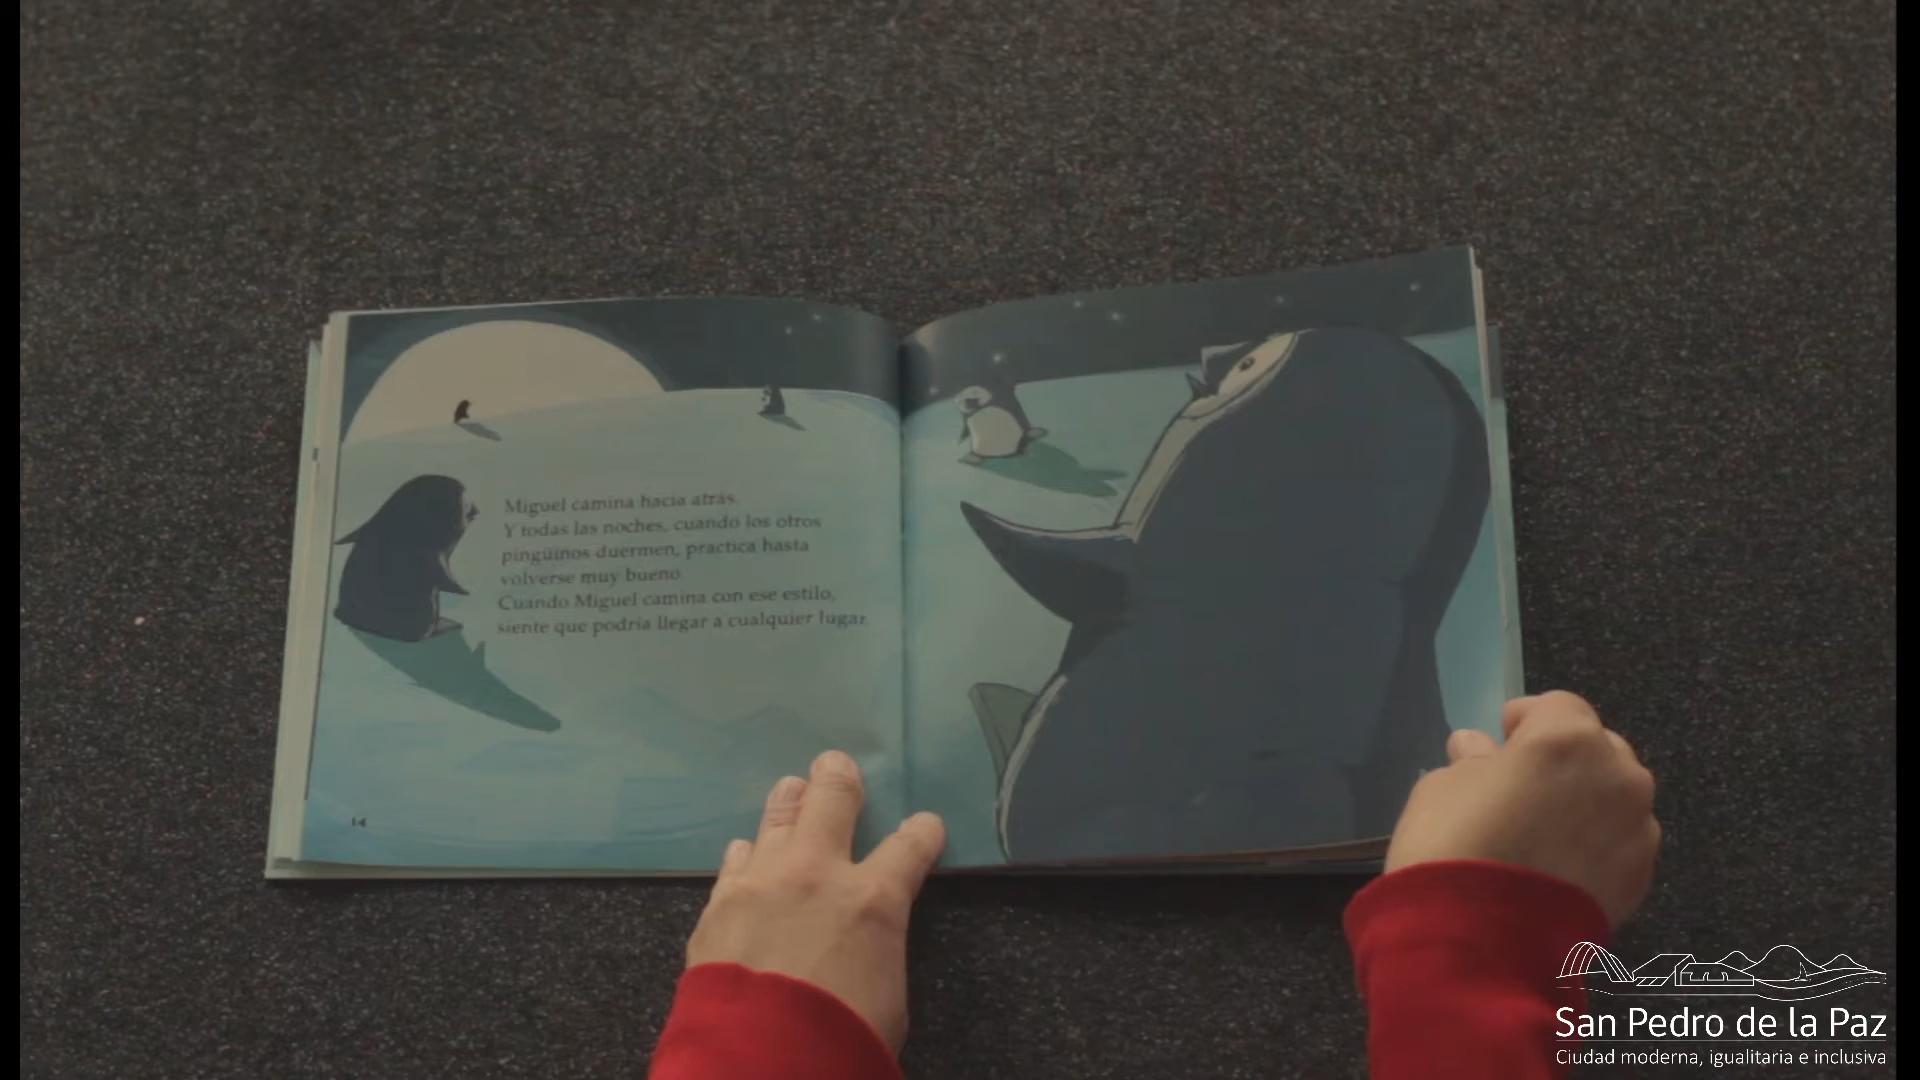 Miguel camina hacia atrás.
Y todas las noches, cuando los otros
pingüinos duermen, practica hasta
volverse muy bueno.
Cuando Miguel camina con ese estilo,
siente que podría llegar a cualquier lugar.
14
San Pedro de la Paz
Ciudad moderna, igualitaria e inclusiva